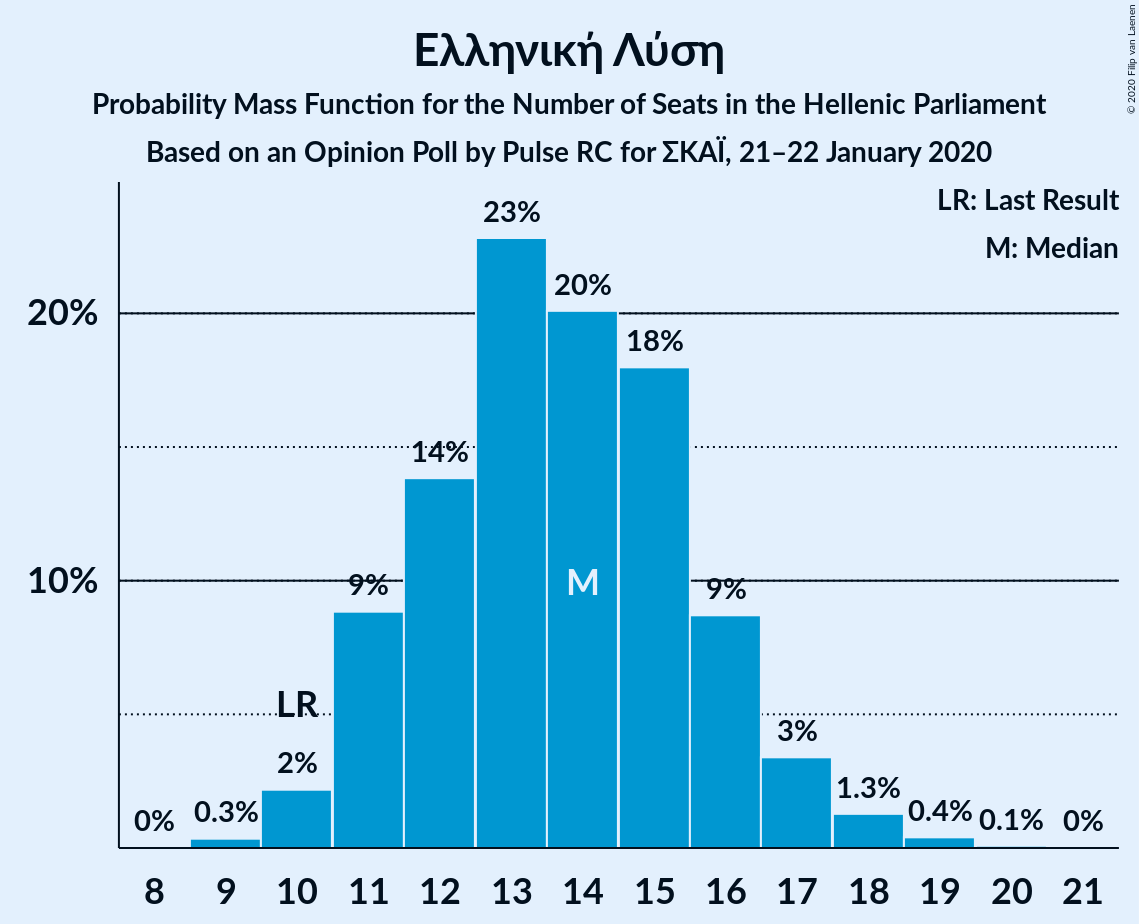 Ελληνική Λύση
Probability Mass Function for the Number of Seats in the Hellenic Parliament
Based on an Opinion Poll by Pulse RC for ΣΚΑΪ, 21–22 January 2020
© 2020 Filip van Laenen
LR: Last Result
M: Median
23%
20%
20%
18%
14%
10%
9%
M
9%
LR
2%
3%
0%
0.3%
1.3%
0.4%
0.1%
0%
8 9 10 11 12 13 14 15 16 17 18 19 20 21